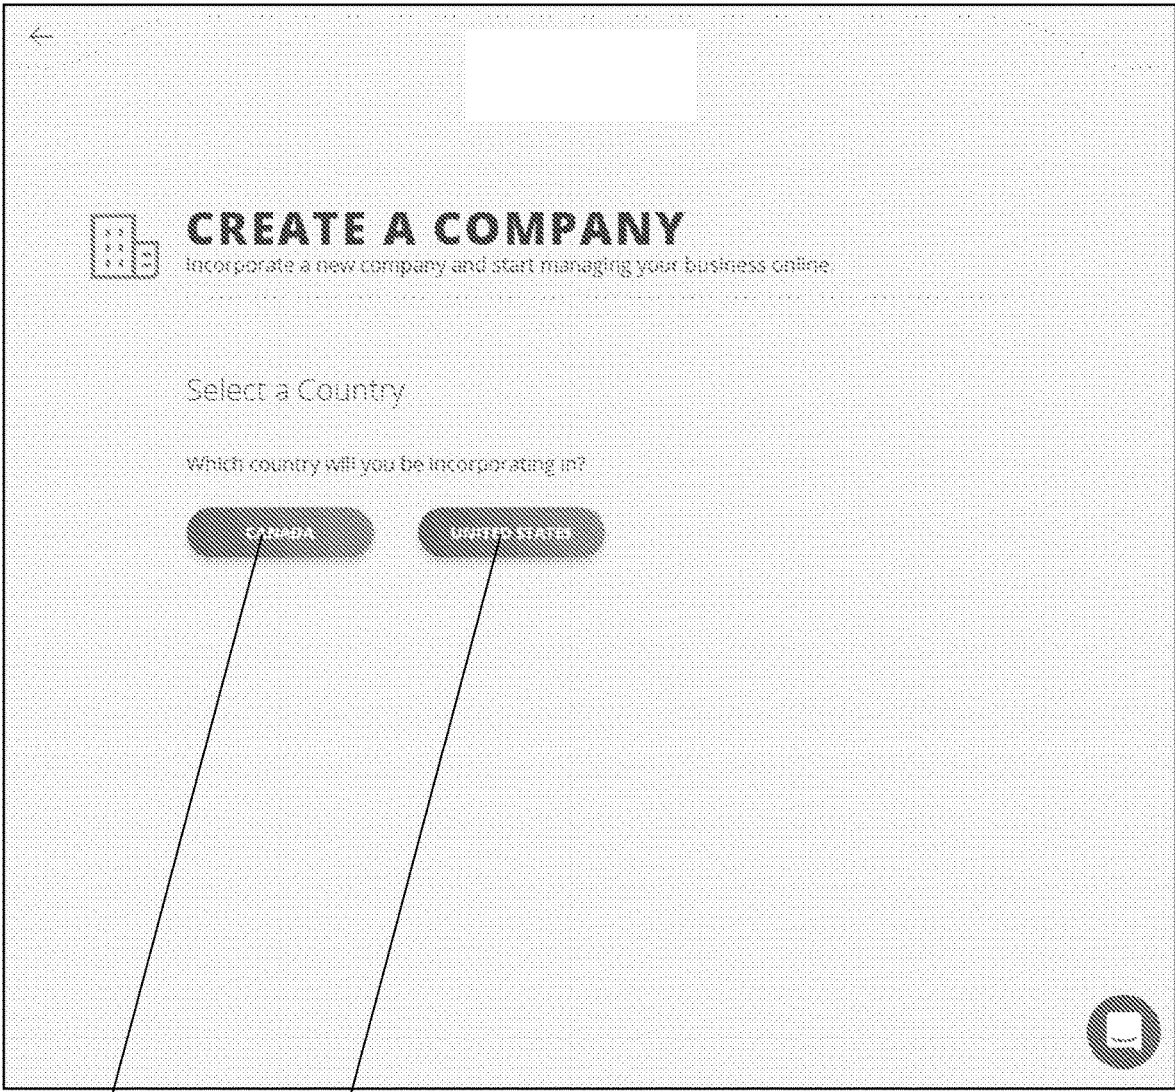 CREATE A COMPANY
Incorporate a new company and start managing your business online
Select a Country
Which country will you be incorporating in?
CANADA
UNITED STATES